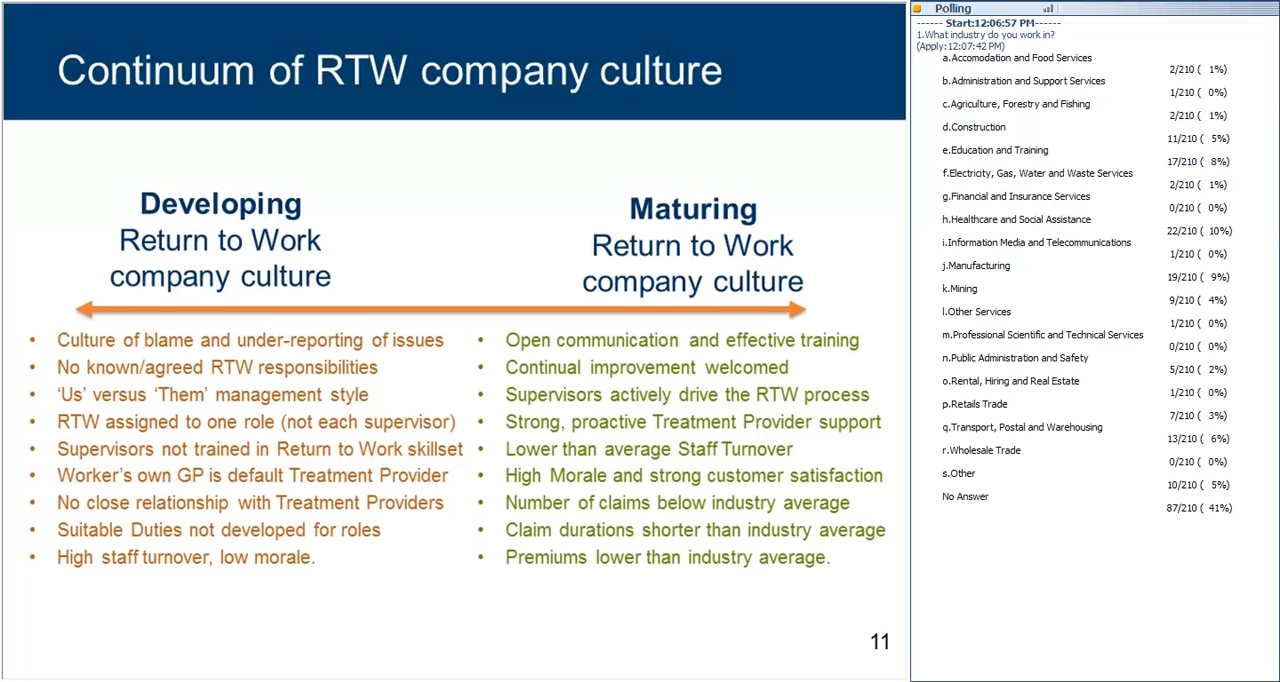 Continuum of RTW company culture
Developing
Return to Work
company culture
Maturing
Return to Work
company culture
• Culture of blame and under-reporting of issues
• No known/agreed RTW responsibilities
• ‘Us’ versus ‘Them’ management style
• RTW assigned to one role (not each supervisor)
• Supervisors not trained in Return to Work skillset
• Worker’s own GP is default Treatment Provider
• No close relationship with Treatment Providers
• Suitable Duties not developed for roles
• High staff turnover, low morale.
• Open communication and effective training
• Continual improvement welcomed
• Supervisors actively drive the RTW process
• Strong, proactive Treatment Provider support
• Lower than average Staff Turnover
• High Morale and strong customer satisfaction
• Number of claims below industry average
• Claim durations shorter than industry average
• Premiums lower than industry average.
11
Polling
------ Start:12:06:57 PM------
1.What industry do you work in?
(Apply:12:07:42 PM)
a.Accomodation and Food Services
2/210 ( 1%)
b.Administration and Support Services
1/210 ( 0%)
c.Agriculture, Forestry and Fishing
2/210 ( 1%)
d.Construction
11/210 ( 5%)
e.Education and Training
17/210 ( 8%)
f.Electricity, Gas, Water and Waste Services
2/210 ( 1%)
g.Financial and Insurance Services
0/210 ( 0%)
h.Healthcare and Social Assistance
22/210 ( 10%)
i.Information Media and Telecommunications
1/210 ( 0%)
j.Manufacturing
19/210 ( 9%)
k.Mining
9/210 ( 4%)
l.Other Services
1/210 ( 0%)
m.Professional Scientific and Technical Services
0/210 ( 0%)
n.Public Administration and Safety
5/210 ( 2%)
o.Rental, Hiring and Real Estate
1/210 ( 0%)
p.Retails Trade
7/210 ( 3%)
q.Transport, Postal and Warehousing
13/210 ( 6%)
r.Wholesale Trade
0/210 ( 0%)
s.Other
10/210 ( 5%)
No Answer
87/210 ( 41%)